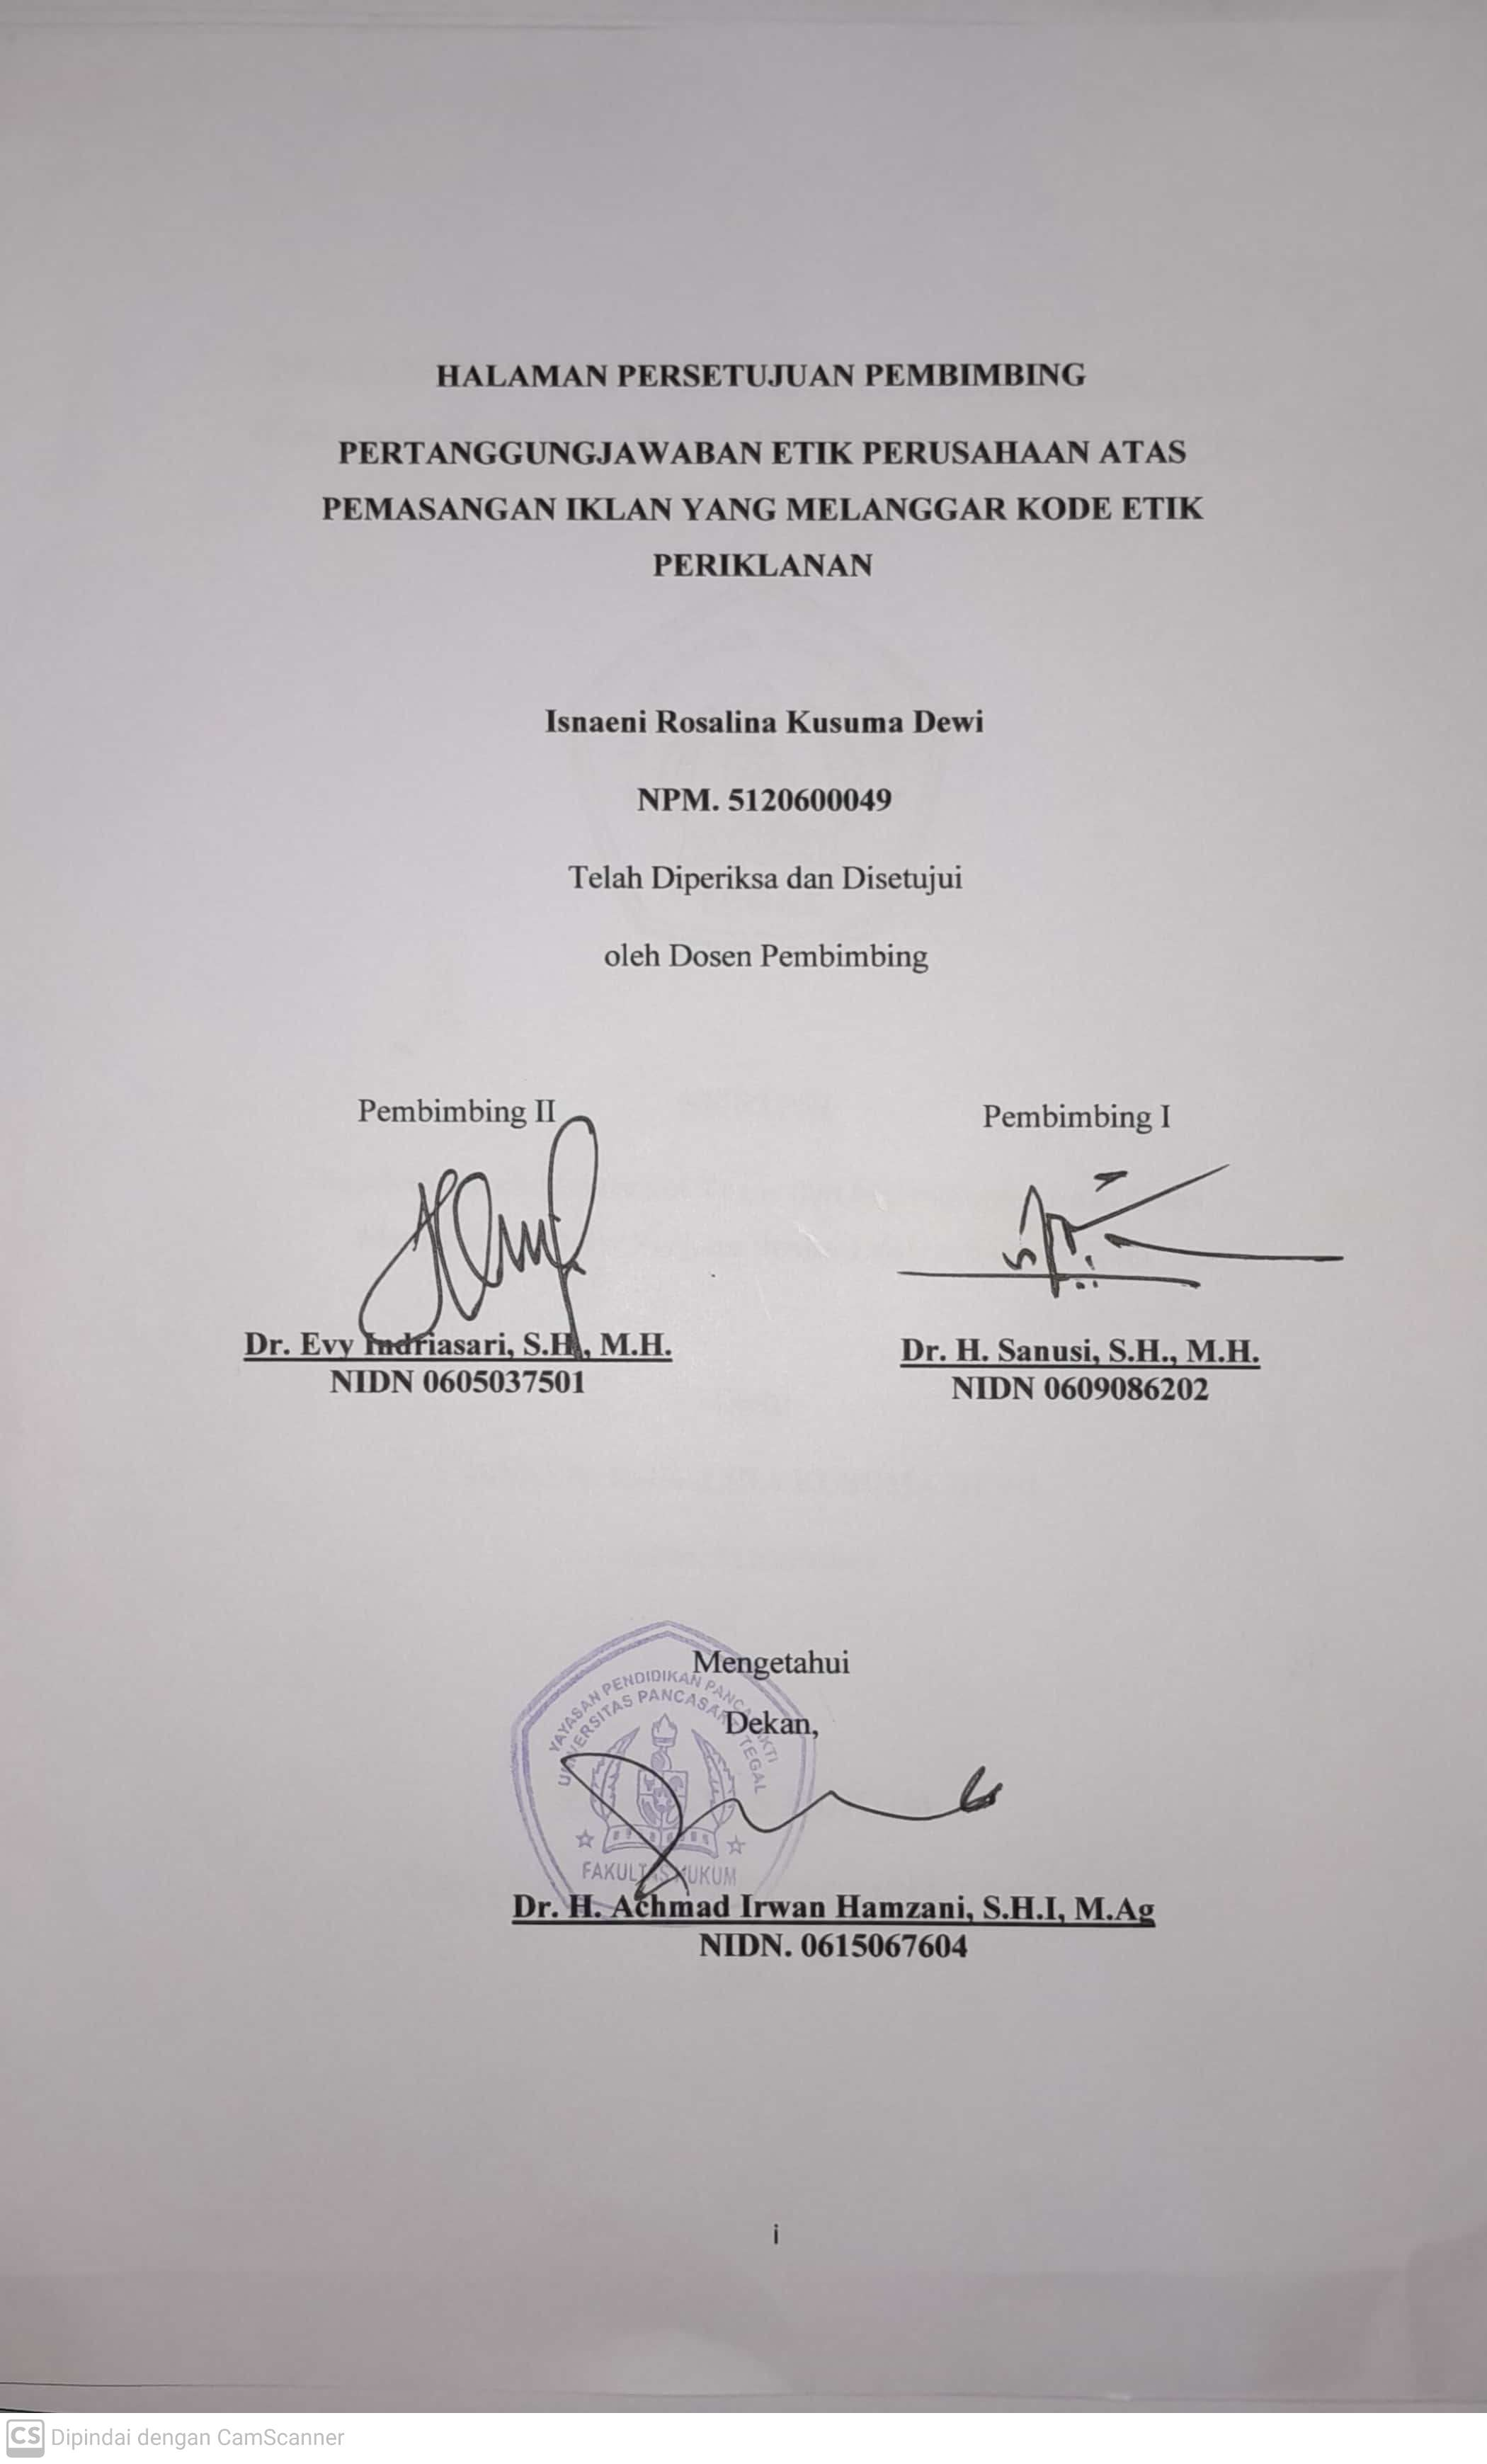 HALAMAN PERSETUJUAN PEMBIMBING
PERTANGGUNGJAWABAN ETIK PERUSAHAAN ATAS
PEMASANGAN IKLAN YANG MELANGGAR KODE ETIK
PERIKLANAN
Isnaeni Rosalina Kusuma Dewi
NPM. 5120600049
Telah Diperiksa dan Disetujui
oleh Dosen Pembimbing
Pembimbing II
Pembimbing I
Dr. Evy Indriasari, S.H., M.H.
NIDN 0605037501
Dr. H. Sanusi, S.H., M.H.
NIDN 0609086202
Mengetahui
Dekan,
YAYASAN PENDIDIKAN PANCASAKTI
UNIVERSITAS PANCASAKTI TEGAL
FAKULTAS HUKUM
Dr. H. Achmad Irwan Hamzani, S.H.I, M.Ag
NIDN. 0615067604
i
CS Dipindai dengan CamScanner